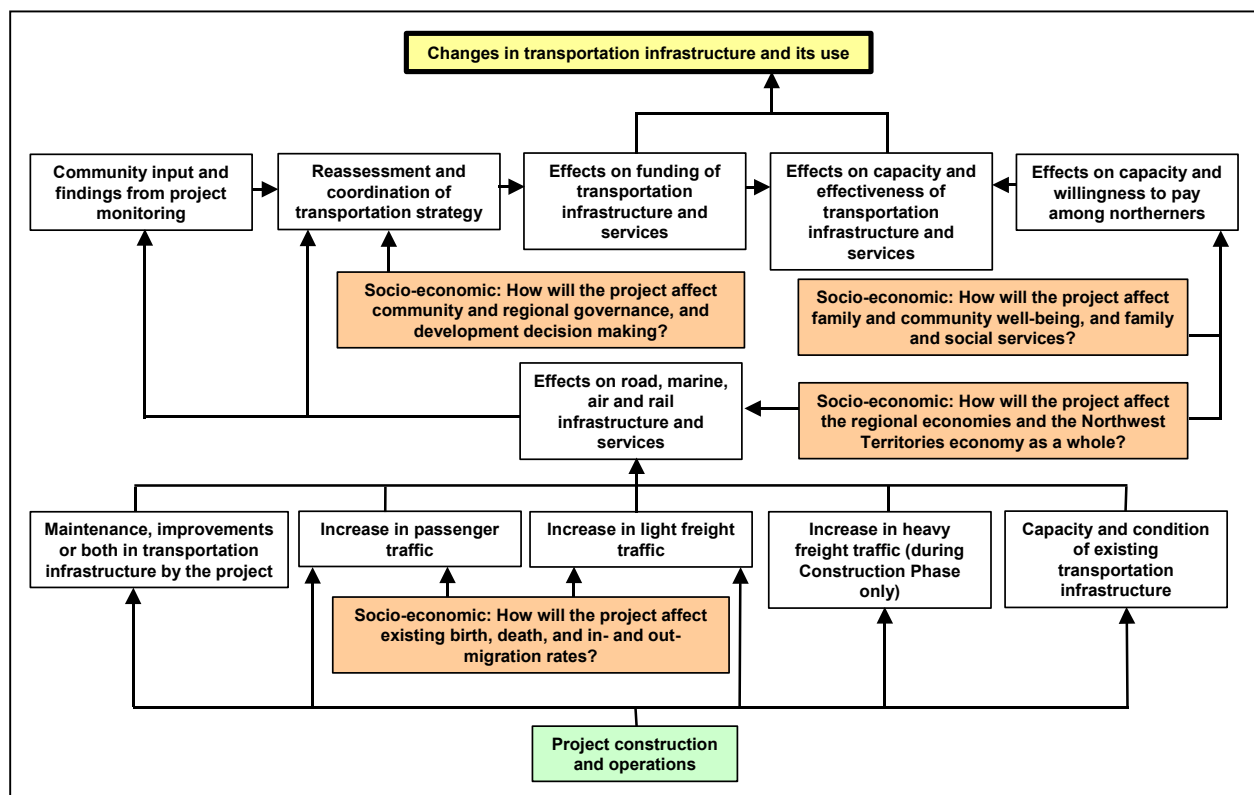 Changes in transportation infrastructure and its use
Community input and
findings from project
monitoring
Reassessment and
coordination of
transportation strategy
Effects on funding of
transportation
infrastructure and
services
Effects on capacity and
effectiveness of
transportation
infrastructure and
services
Effects on capacity and
willingness to pay
among northerners
Socio-economic: How will the project affect
community and regional governance, and
development decision making?
Socio-economic: How will the project affect
family and community well-being, and family
and social services?
Effects on road, marine,
air and rail
infrastructure and
services
Socio-economic: How will the project affect
the regional economies and the Northwest
Territories economy as a whole?
Maintenance, improvements
or both in transportation
infrastructure by the project
Increase in passenger
traffic
Increase in light freight
traffic
Increase in heavy
freight traffic (during
Construction Phase
only)
Capacity and condition
of existing
transportation
infrastructure
Socio-economic: How will the project affect
existing birth, death, and in- and out-
migration rates?
Project construction
and operations